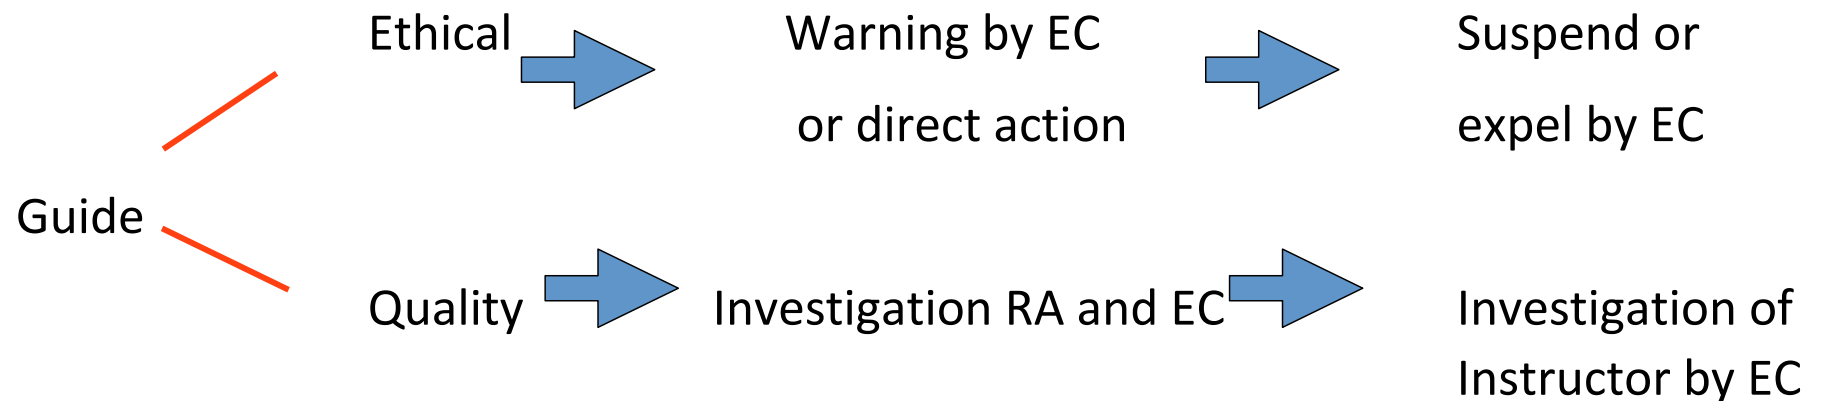 Ethical
Warning by EC
or direct action
Suspend or
expel by EC
Guide
Quality
Investigation RA and EC
Investigation of
Instructor by EC